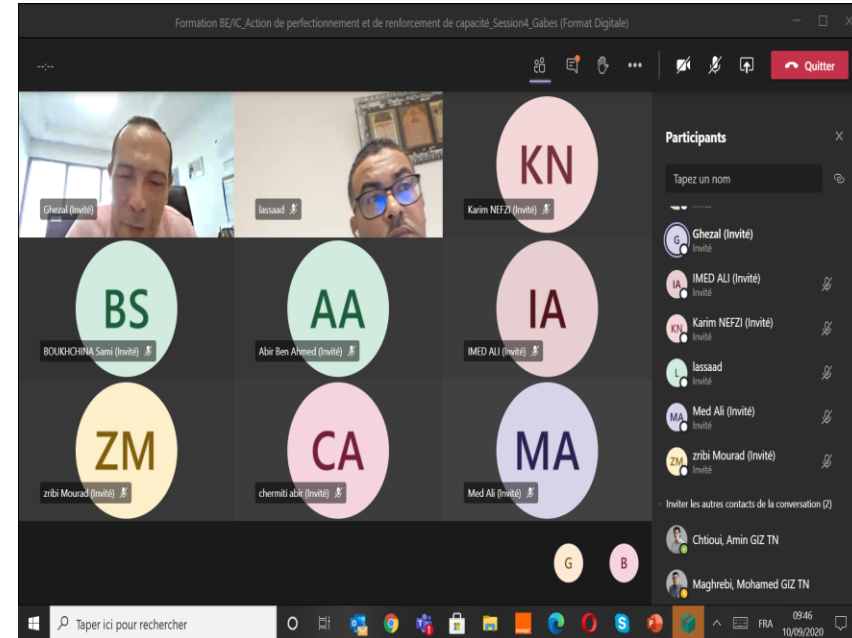 Formation BE/IC_Action de perfectionnement et de renforcement de capacité_Session4_Gabes (Format Digitale)
--:--
Quitter
Ghezal (Invité)
lassaad
KN
Karim NEFZI (Invité)
BS
BOUKHCHINA Sami (Invité)
AA
Abir Ben Ahmed (Invité)
IA
IMED ALI (Invité)
ZM
zribi Mourad (Invité)
CA
chermiti abir (Invité)
MA
Med Ali (Invité)
G
B
Participants
Tapez un nom
G
Ghezal (Invité)
Invité
IA
IMED ALI (Invité)
Invité
KN
Karim NEFZI (Invité)
Invité
L
lassaad
Invité
MA
Med Ali (Invité)
Invité
ZM
zribi Mourad (Invité)
Invité
Inviter les autres contacts de la conversation (2)
Chtioui, Amin GIZ TN
Maghrebi, Mohamed GIZ TN
Taper ici pour rechercher
FRA
09:46
10/09/2020